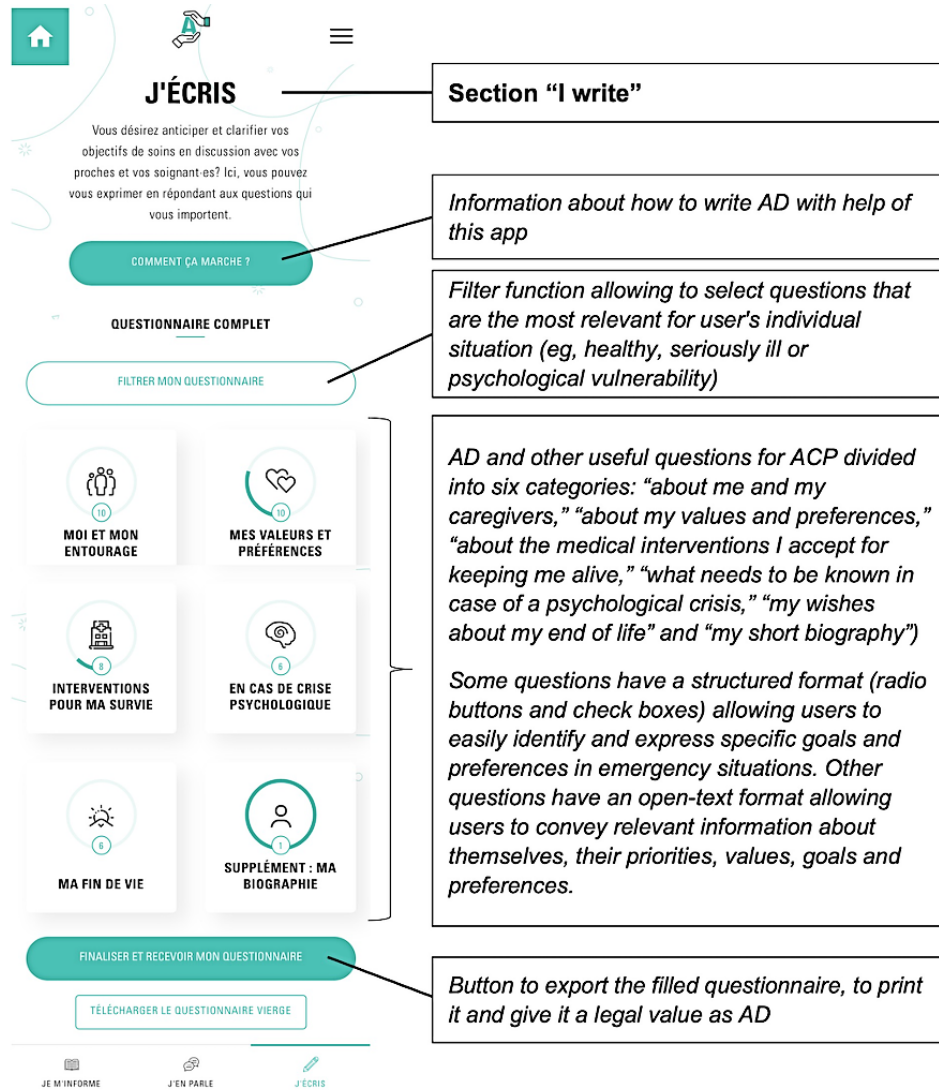 A
J'ÉCRIS
Vous désirez anticiper et clarifier vos
objectifs de soins en discussion avec vos
proches et vos soignant·es? Ici, vous pouvez
vous exprimer en répondant aux questions qui
vous importent.
COMMENT ÇA MARCHE ?
QUESTIONNAIRE COMPLET
FILTRER MON QUESTIONNAIRE
10
MOI ET MON
ENTOURAGE
10
MES VALEURS ET
PRÉFÉRENCES
8
INTERVENTIONS
POUR MA SURVIE
6
EN CAS DE CRISE
PSYCHOLOGIQUE
6
MA FIN DE VIE
1
SUPPLÉMENT : MA
BIOGRAPHIE
FINALISER ET RECEVOIR MON QUESTIONNAIRE
TÉLÉCHARGER LE QUESTIONNAIRE VIERGE
JE M'INFORME
J'EN PARLE
J'ÉCRIS
Section “I write”
Information about how to write AD with help of
this app
Filter function allowing to select questions that
are the most relevant for user's individual
situation (eg, healthy, seriously ill or
psychological vulnerability)
AD and other useful questions for ACP divided
into six categories: “about me and my
caregivers,” “about my values and preferences,”
“about the medical interventions I accept for
keeping me alive,” “what needs to be known in
case of a psychological crisis,” “my wishes
about my end of life” and “my short biography”)
Some questions have a structured format (radio
buttons and check boxes) allowing users to
easily identify and express specific goals and
preferences in emergency situations. Other
questions have an open-text format allowing
users to convey relevant information about
themselves, their priorities, values, goals and
preferences.
Button to export the filled questionnaire, to print
it and give it a legal value as AD